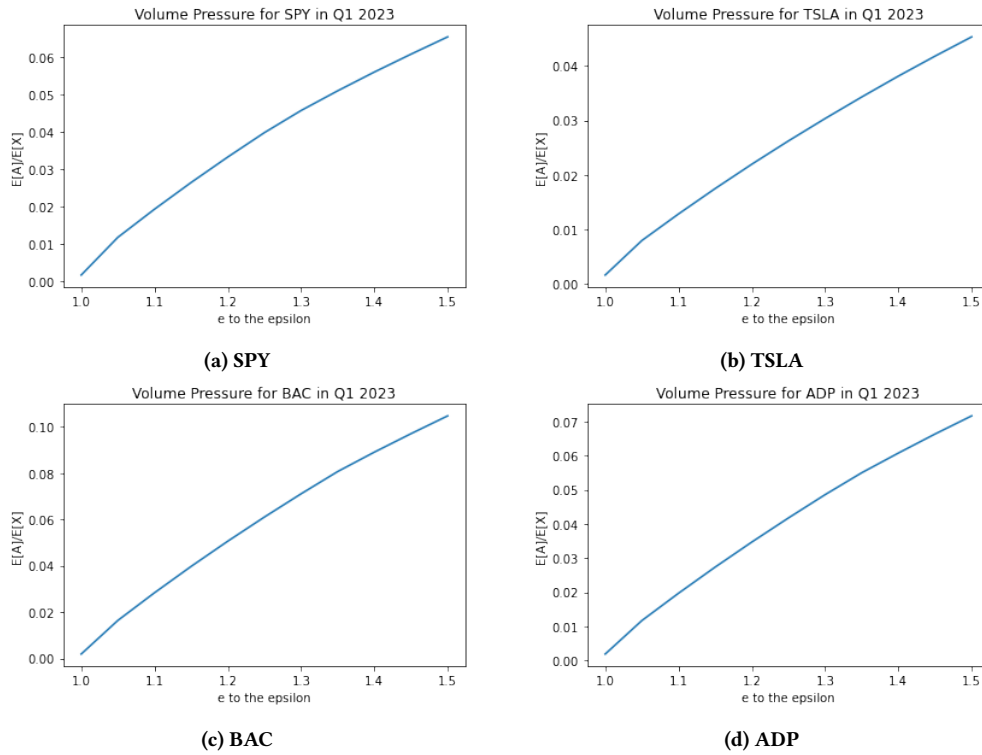 Volume Pressure for SPY in Q1 2023
0.06
0.05
0.04
0.03
0.02
0.01
0.00
E[A]/E[X]
1.0 1.1 1.2 1.3 1.4 1.5
e to the epsilon
(a) SPY
Volume Pressure for TSLA in Q1 2023
0.04
0.03
0.02
0.01
0.00
E[A]/E[X]
1.0 1.1 1.2 1.3 1.4 1.5
e to the epsilon
(b) TSLA
Volume Pressure for BAC in Q1 2023
0.10
0.08
0.06
0.04
0.02
0.00
E[A]/E[X]
1.0 1.1 1.2 1.3 1.4 1.5
e to the epsilon
(c) BAC
Volume Pressure for ADP in Q1 2023
0.07
0.06
0.05
0.04
0.03
0.02
0.01
0.00
E[A]/E[X]
1.0 1.1 1.2 1.3 1.4 1.5
e to the epsilon
(d) ADP